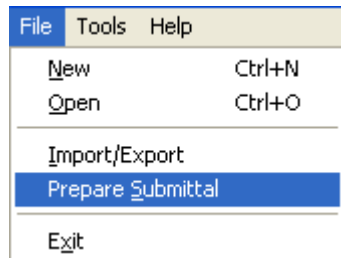 File Tools Help
New Ctrl+N
Open Ctrl+O
Import/Export
Prepare Submittal
Exit